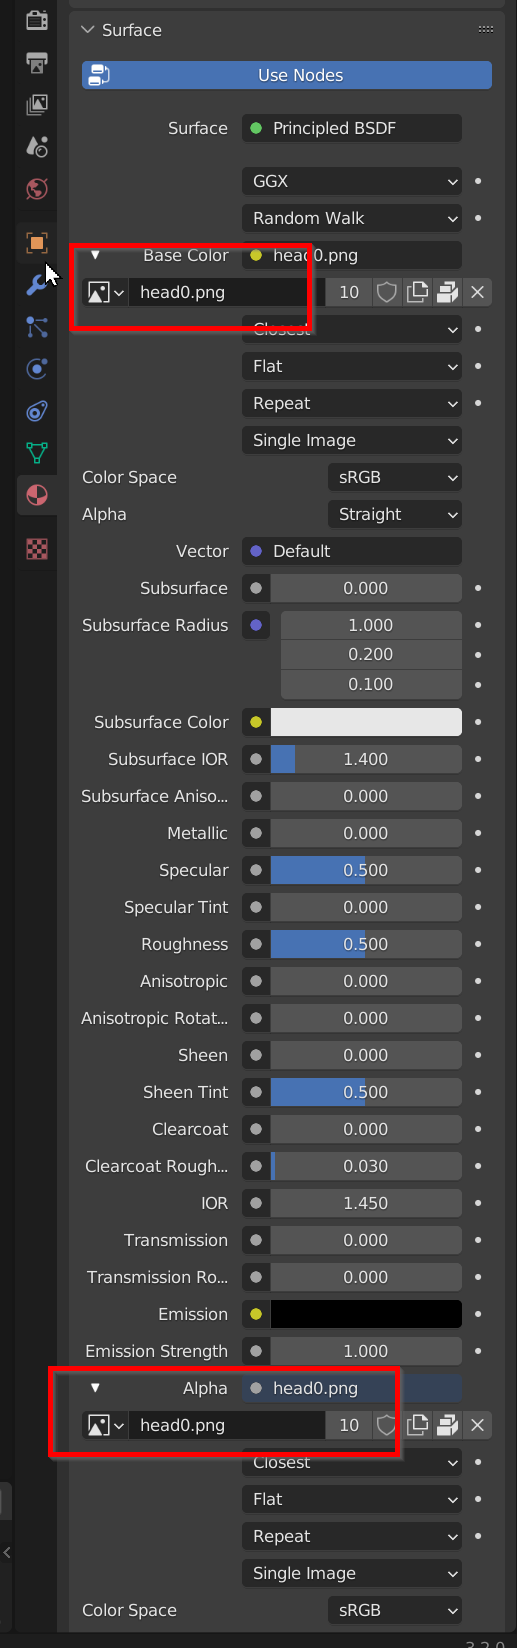 Surface
Use Nodes
Surface Principled BSDF
GGX
Random Walk
Base Color head0.png
head0.png 10
Closest
Flat
Repeat
Single Image
Color Space sRGB
Alpha Straight
Vector Default
Subsurface 0.000
Subsurface Radius 1.000
0.200
0.100
Subsurface Color
Subsurface IOR 1.400
Subsurface Aniso... 0.000
Metallic 0.000
Specular 0.500
Specular Tint 0.000
Roughness 0.500
Anisotropic 0.000
Anisotropic Rotat... 0.000
Sheen 0.000
Sheen Tint 0.500
Clearcoat 0.000
Clearcoat Rough... 0.030
IOR 1.450
Transmission 0.000
Transmission Ro... 0.000
Emission
Emission Strength 1.000
Alpha head0.png
head0.png 10
Closest
Flat
Repeat
Single Image
Color Space sRGB
3.2.0